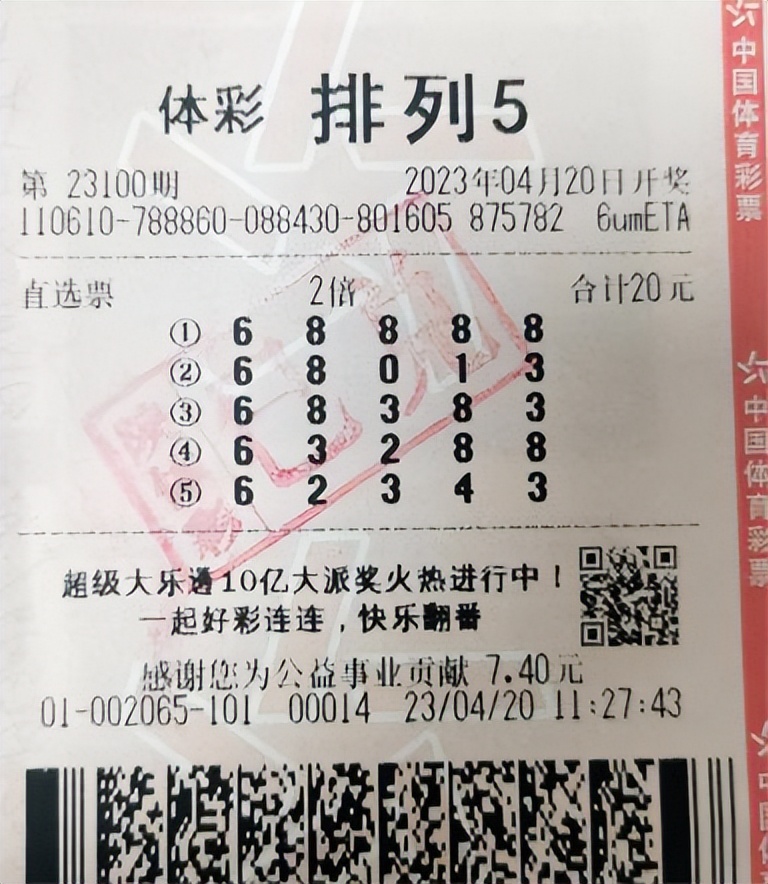 体彩 排列5
第 23100期 2023年04月20日开奖
110610-788860-088430-801605 875782 6umETA
直选票 2倍 合计20元
① 6 8 8 8 8
② 6 8 0 1 3
③ 6 8 3 8 3
④ 6 3 2 8 8
⑤ 6 2 3 4 3
超级大乐透10亿大派奖火热进行中!
一起好彩连连,快乐翻番
感谢您为公益事业贡献 7.40元
01-002065-101 00014 23/04/20 11:27:43
中国体育彩票
中国体育彩票
中国体